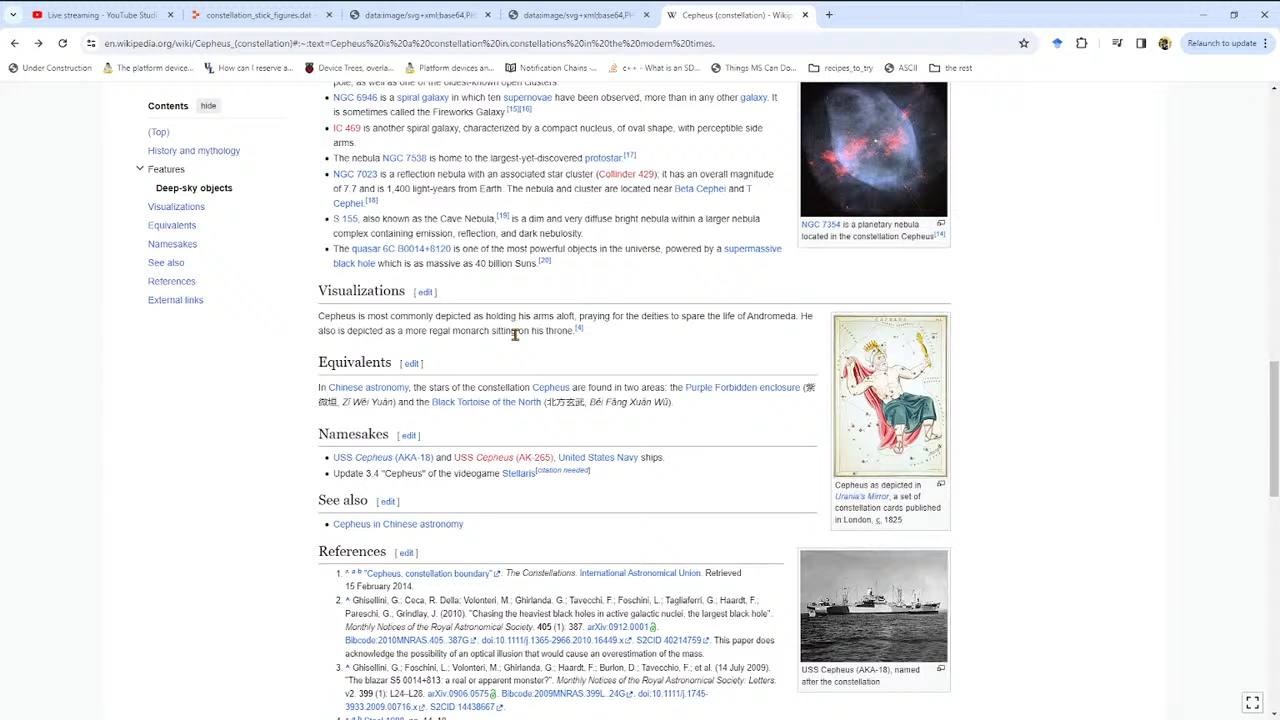 Live streaming - YouTube Studi
constellation_stick_figures.dat -
data:image/svg+xml;base64,PH
data:image/svg+xml;base64,PH
Cepheus (constellation) - Wikip
en.wikipedia.org/wiki/Cepheus_(constellation)#:~:text=Cepheus%20is%20a%20constellation%20in,constellations%20in%20the%20modern%20times.
Relaunch to update
Under Construction
The platform device...
How can I reserve a...
Device Trees, overla...
Platform devices an...
Notification Chains -...
c++ - What is an SD...
Things MS Can Do...
recipes_to_try
ASCII
the rest
Contents hide
(Top)
History and mythology
Features
Deep-sky objects
Visualizations
Equivalents
Namesakes
See also
References
External links
pole, as well as one of the oldest-known open clusters.
NGC 6946 is a spiral galaxy in which ten supernovae have been observed, more than in any other galaxy. It
is sometimes called the Fireworks Galaxy.[15][16]
IC 469 is another spiral galaxy, characterized by a compact nucleus, of oval shape, with perceptible side
arms.
The nebula NGC 7538 is home to the largest-yet-discovered protostar.[17]
NGC 7023 is a reflection nebula with an associated star cluster (Collinder 429); it has an overall magnitude
of 7.7 and is 1,400 light-years from Earth. The nebula and cluster are located near Beta Cephei and T
Cephei.[18]
S 155, also known as the Cave Nebula,[19] is a dim and very diffuse bright nebula within a larger nebula
complex containing emission, reflection, and dark nebulosity.
The quasar 6C B0014+8120 is one of the most powerful objects in the universe, powered by a supermassive
black hole which is as massive as 40 billion Suns.[20]
NGC 7354 is a planetary nebula
located in the constellation Cepheus[14]
Visualizations [ edit ]
Cepheus is most commonly depicted as holding his arms aloft, praying for the deities to spare the life of Andromeda. He
also is depicted as a more regal monarch sitting on his throne.[4]
Equivalents [ edit ]
In Chinese astronomy, the stars of the constellation Cepheus are found in two areas: the Purple Forbidden enclosure (紫
微垣, Zǐ Wēi Yuán) and the Black Tortoise of the North (北方玄武, Běi Fāng Xuán Wǔ).
Namesakes [ edit ]
USS Cepheus (AKA-18) and USS Cepheus (AK-265), United States Navy ships.
Update 3.4 "Cepheus" of the videogame Stellaris[citation needed]
See also [ edit ]
Cepheus in Chinese astronomy
Cepheus as depicted in
Urania's Mirror, a set of
constellation cards published
in London, c. 1825
References [ edit ]
1. ^ a b "Cepheus, constellation boundary". The Constellations. International Astronomical Union. Retrieved
15 February 2014.
2. ^ Ghisellini, G.; Ceca, R. Della; Volonteri, M.; Ghirlanda, G.; Tavecchi, F.; Foschini, L.; Tagliaferri, G.; Haardt, F.;
Pareschi, G.; Grindlay, J. (2010). "Chasing the heaviest black holes in active galactic nuclei, the largest black hole".
Monthly Notices of the Royal Astronomical Society. 405 (1): 387. arXiv:0912.0001.
Bibcode:2010MNRAS.405..387G. doi:10.1111/j.1365-2966.2010.16449.x. S2CID 40214759. This paper does
acknowledge the possibility of an optical illusion that would cause an overestimation of the mass.
3. ^ Ghisellini, G.; Foschini, L.; Volonteri, M.; Ghirlanda, G.; Haardt, F.; Burlon, D.; Tavecchio, F.; et al. (14 July 2009).
"The blazar S5 0014+813: a real or apparent monster?". Monthly Notices of the Royal Astronomical Society: Letters.
v2. 399 (1): L24–L28. arXiv:0906.0575. Bibcode:2009MNRAS.399L..24G. doi:10.1111/j.1745-
3933.2009.00716.x. S2CID 14438667.
USS Cepheus (AKA-18), named
after the constellation